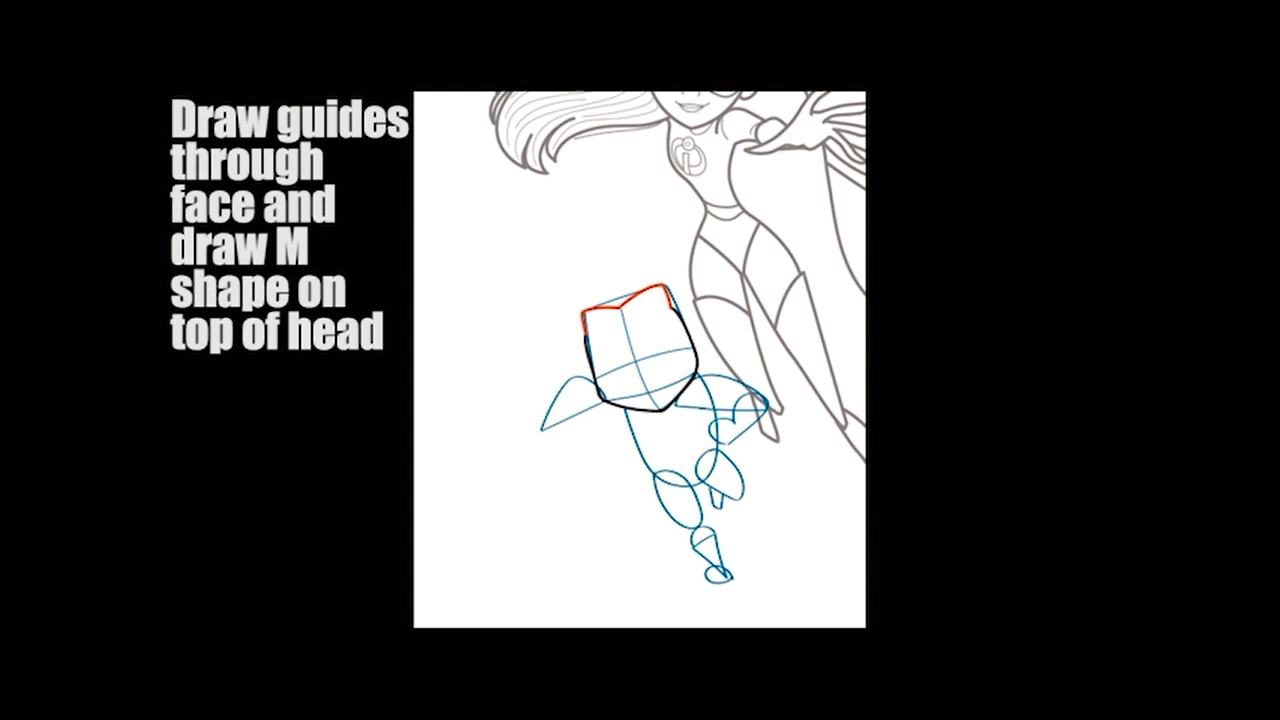 Draw guides
through
face and
draw M
shape on
top of head